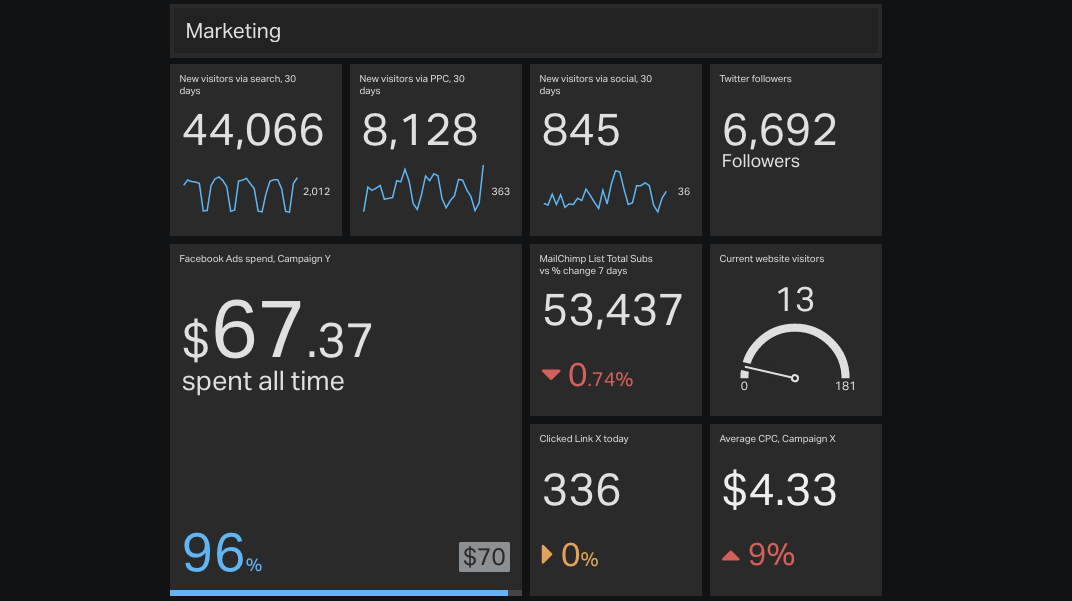 Marketing
New visitors via search, 30
days
44,066
2,012
New visitors via PPC, 30
days
8,128
363
New visitors via social, 30
days
845
36
Twitter followers
6,692
Followers
Facebook Ads spend, Campaign Y
$67.37
spent all time
96%
$70
MailChimp List Total Subs
vs % change 7 days
53,437
0.74%
Current website visitors
13
0
181
Clicked Link X today
336
0%
Average CPC, Campaign X
$4.33
9%